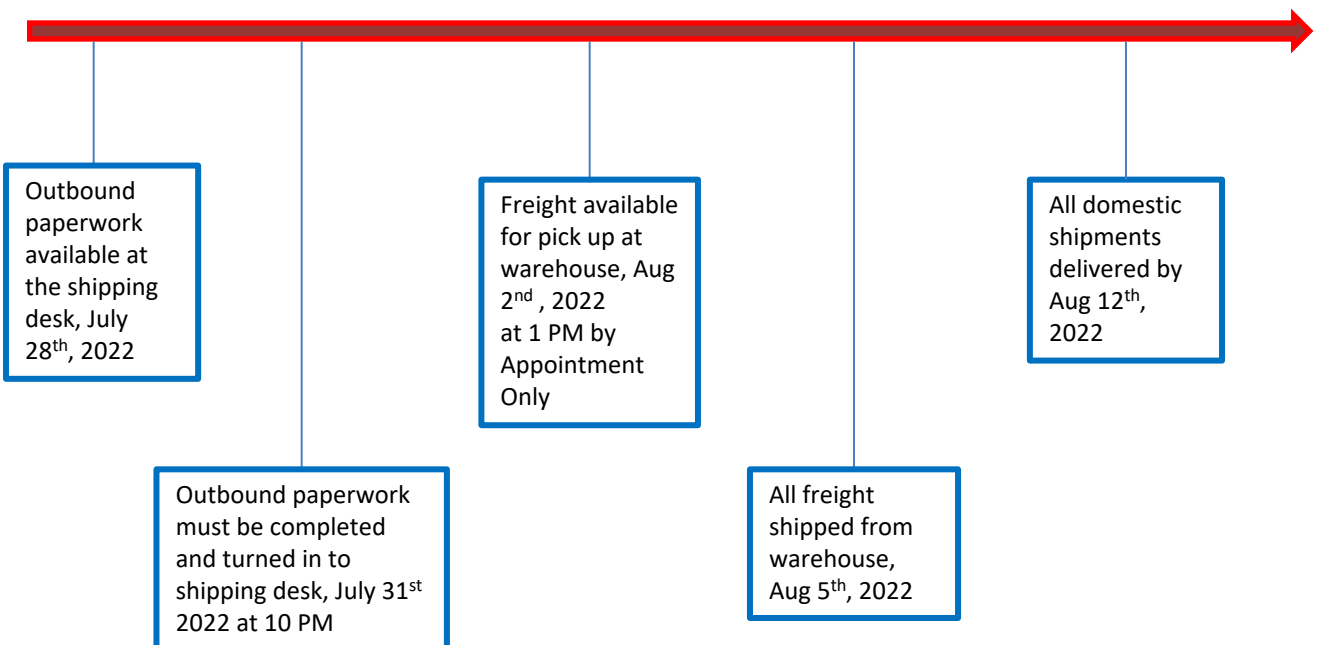 Outbound
paperwork
available at
the shipping
desk, July
28th, 2022
Outbound paperwork
must be completed
and turned in to
shipping desk, July 31st
2022 at 10 PM
Freight available
for pick up at
warehouse, Aug
2nd , 2022
at 1 PM by
Appointment
Only
All freight
shipped from
warehouse,
Aug 5th, 2022
All domestic
shipments
delivered by
Aug 12th,
2022